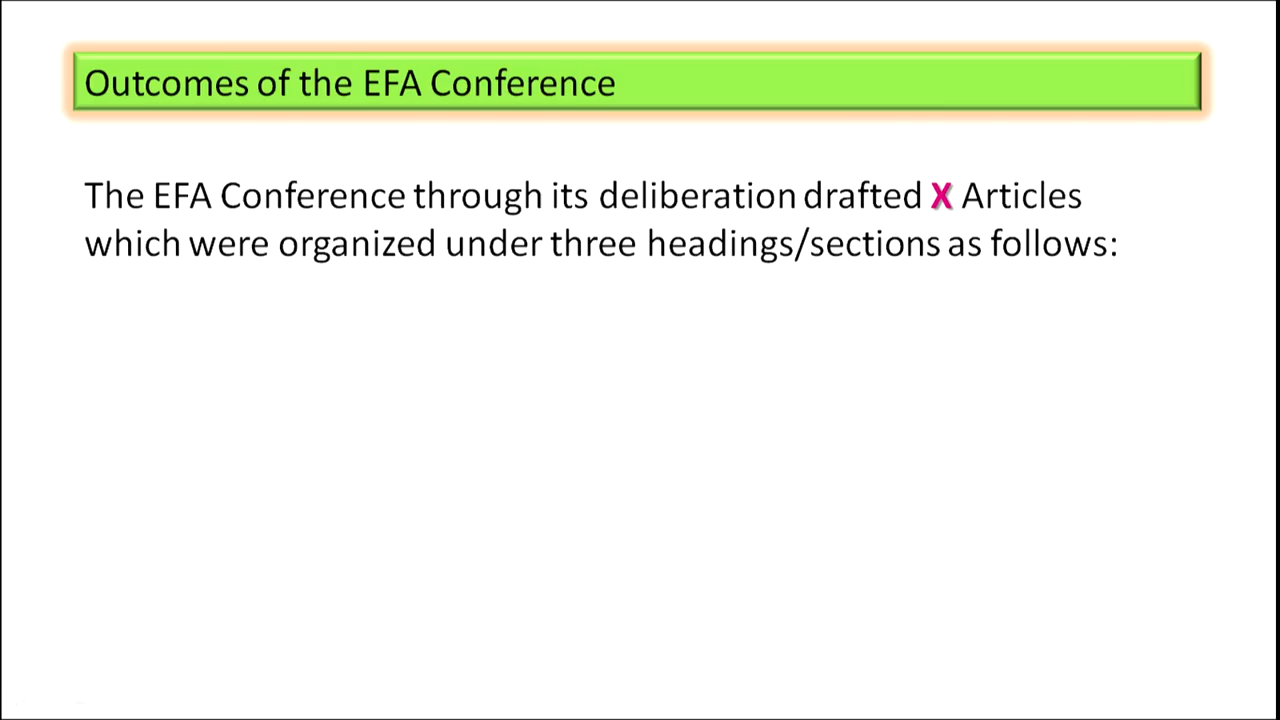 Outcomes of the EFA Conference
The EFA Conference through its deliberation drafted X Articles
which were organized under three headings/sections as follows: